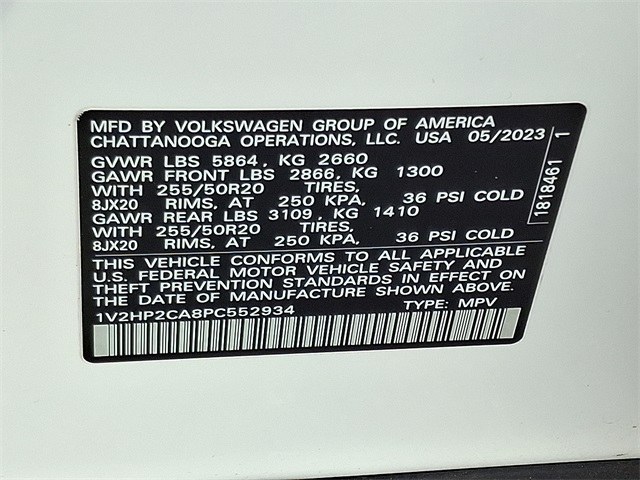 MFD BY VOLKSWAGEN GROUP OF AMERICA
CHATTANOOGA OPERATIONS, LLC. USA 05/2023
GVWR LBS 5864, KG 2660
GAWR FRONT LBS 2866, KG 1300
WITH 255/50R20 TIRES,
8JX20 RIMS, AT 250 KPA, 36 PSI COLD
GAWR REAR LBS 3109, KG 1410
WITH 255/50R20 TIRES,
8JX20 RIMS, AT 250 KPA, 36 PSI COLD
THIS VEHICLE CONFORMS TO ALL APPLICABLE
U.S. FEDERAL MOTOR VEHICLE SAFETY AND
THEFT PREVENTION STANDARDS IN EFFECT ON
THE DATE OF MANUFACTURE SHOWN ABOVE.
1V2HP2CA8PC552934 TYPE: MPV
1818461 1